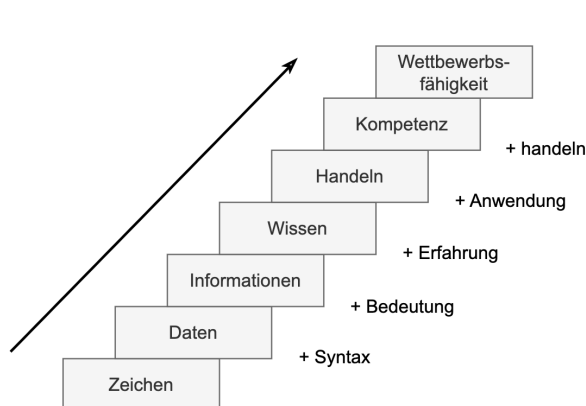 Wettbewerbs-
fähigkeit
Kompetenz
+ handeln
Handeln
+ Anwendung
Wissen
+ Erfahrung
Informationen
+ Bedeutung
Daten
+ Syntax
Zeichen